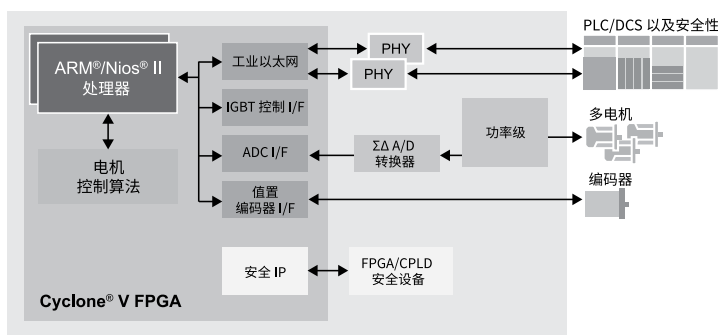 PLC/DCS 以及安全性
ARM®/Nios® II
处理器
工业以太网
PHY
PHY
IGBT 控制 I/F
多电机
功率级
电机
控制算法
ADC I/F
ΣΔ A/D
转换器
值置
编码器 I/F
编码器
安全 IP
FPGA/CPLD
安全设备
Cyclone® V FPGA